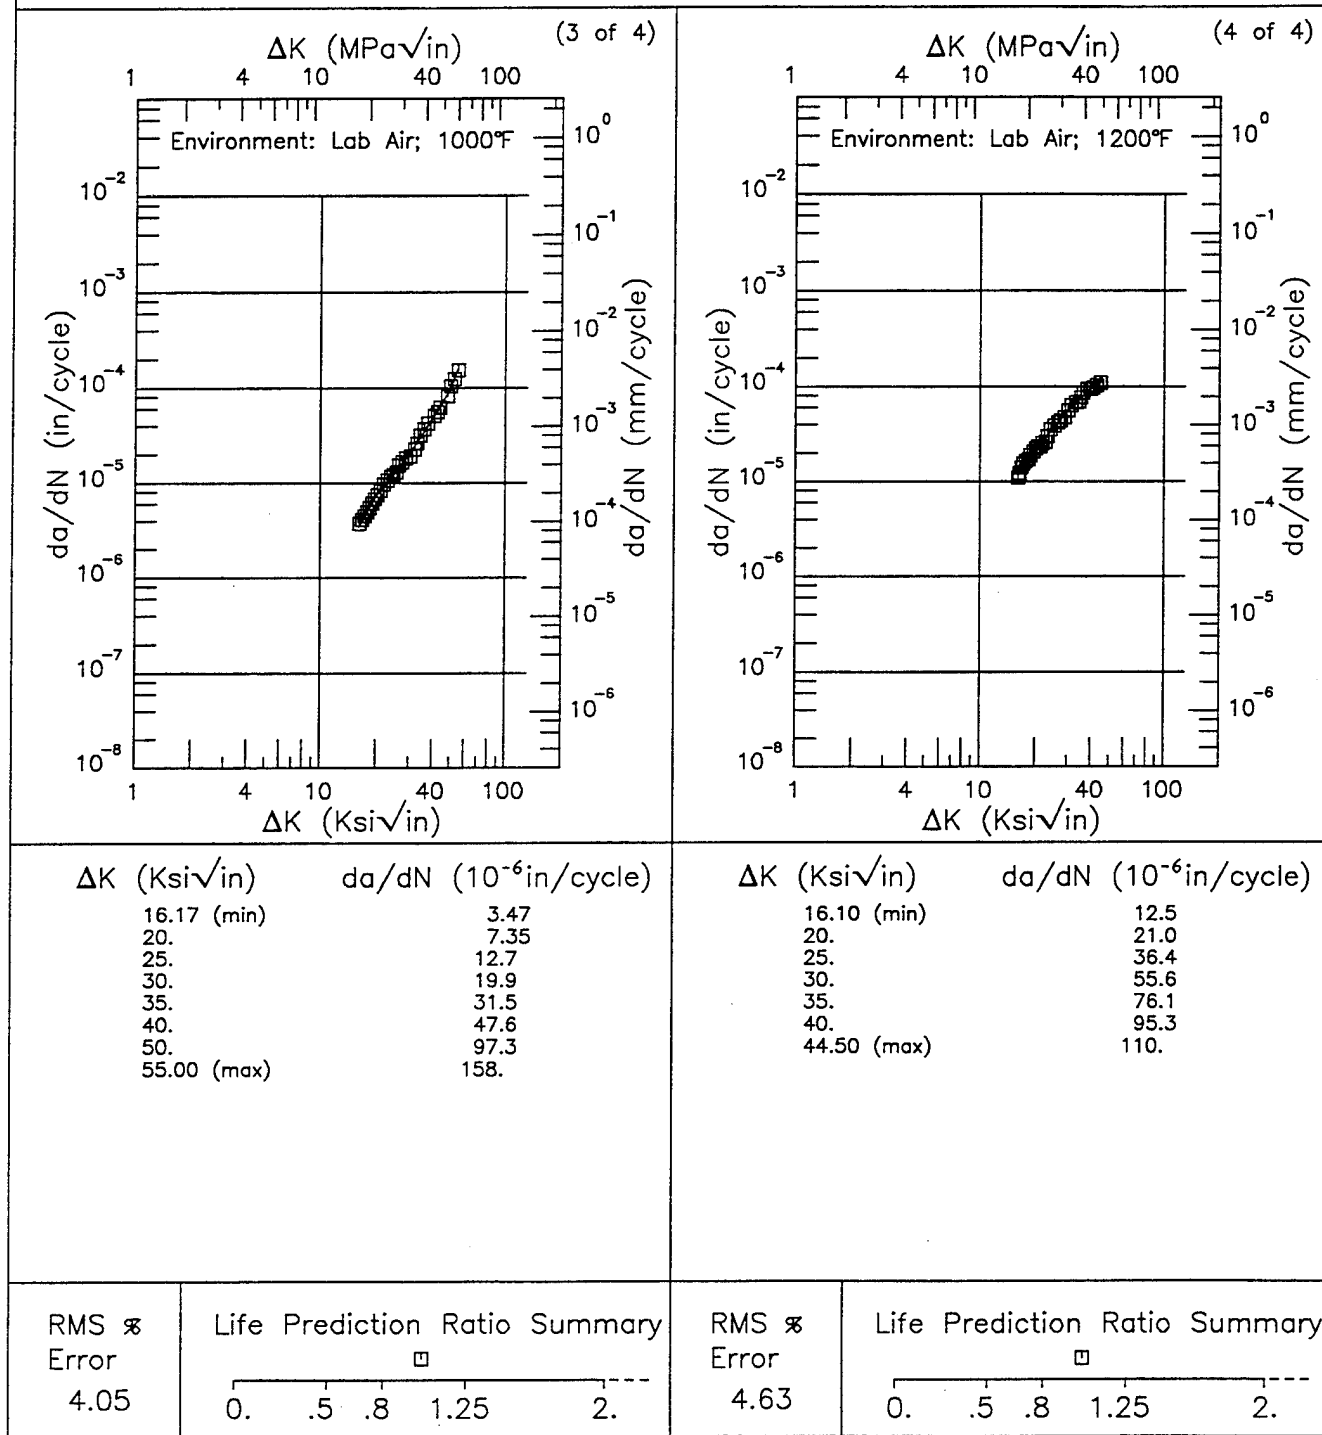 (3 of 4)
ΔK (MPa√in)
1 4 10 40 100
Environment: Lab Air; 1000°F
10⁻²
10⁻³
10⁻⁴
10⁻⁵
10⁻⁶
10⁻⁷
10⁻⁸
da/dN (in/cycle)
10⁰
10⁻¹
10⁻²
10⁻³
10⁻⁴
10⁻⁵
10⁻⁶
da/dN (mm/cycle)
1 4 10 40 100
ΔK (Ksi√in)
ΔK (Ksi√in) da/dN (10⁻⁶in/cycle)
16.17 (min) 3.47
20. 7.35
25. 12.7
30. 19.9
35. 31.5
40. 47.6
50. 97.3
55.00 (max) 158.
RMS %
Error
4.05
Life Prediction Ratio Summary
0. .5 .8 1.25 2.
(4 of 4)
ΔK (MPa√in)
1 4 10 40 100
Environment: Lab Air; 1200°F
10⁻²
10⁻³
10⁻⁴
10⁻⁵
10⁻⁶
10⁻⁷
10⁻⁸
da/dN (in/cycle)
10⁰
10⁻¹
10⁻²
10⁻³
10⁻⁴
10⁻⁵
10⁻⁶
da/dN (mm/cycle)
1 4 10 40 100
ΔK (Ksi√in)
ΔK (Ksi√in) da/dN (10⁻⁶in/cycle)
16.10 (min) 12.5
20. 21.0
25. 36.4
30. 55.6
35. 76.1
40. 95.3
44.50 (max) 110.
RMS %
Error
4.63
Life Prediction Ratio Summary
0. .5 .8 1.25 2.